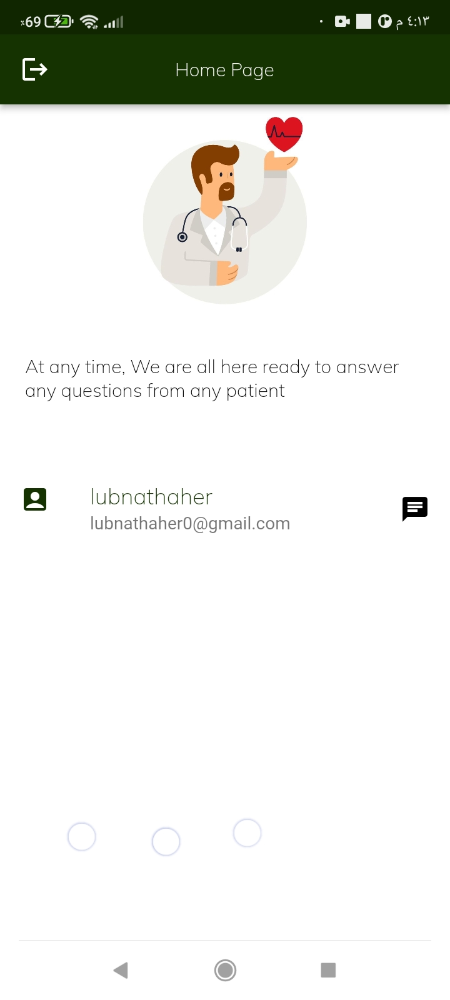 ٪69
٤:١٣ م
Home Page
At any time, We are all here ready to answer
any questions from any patient
lubnathaher
lubnathaher0@gmail.com